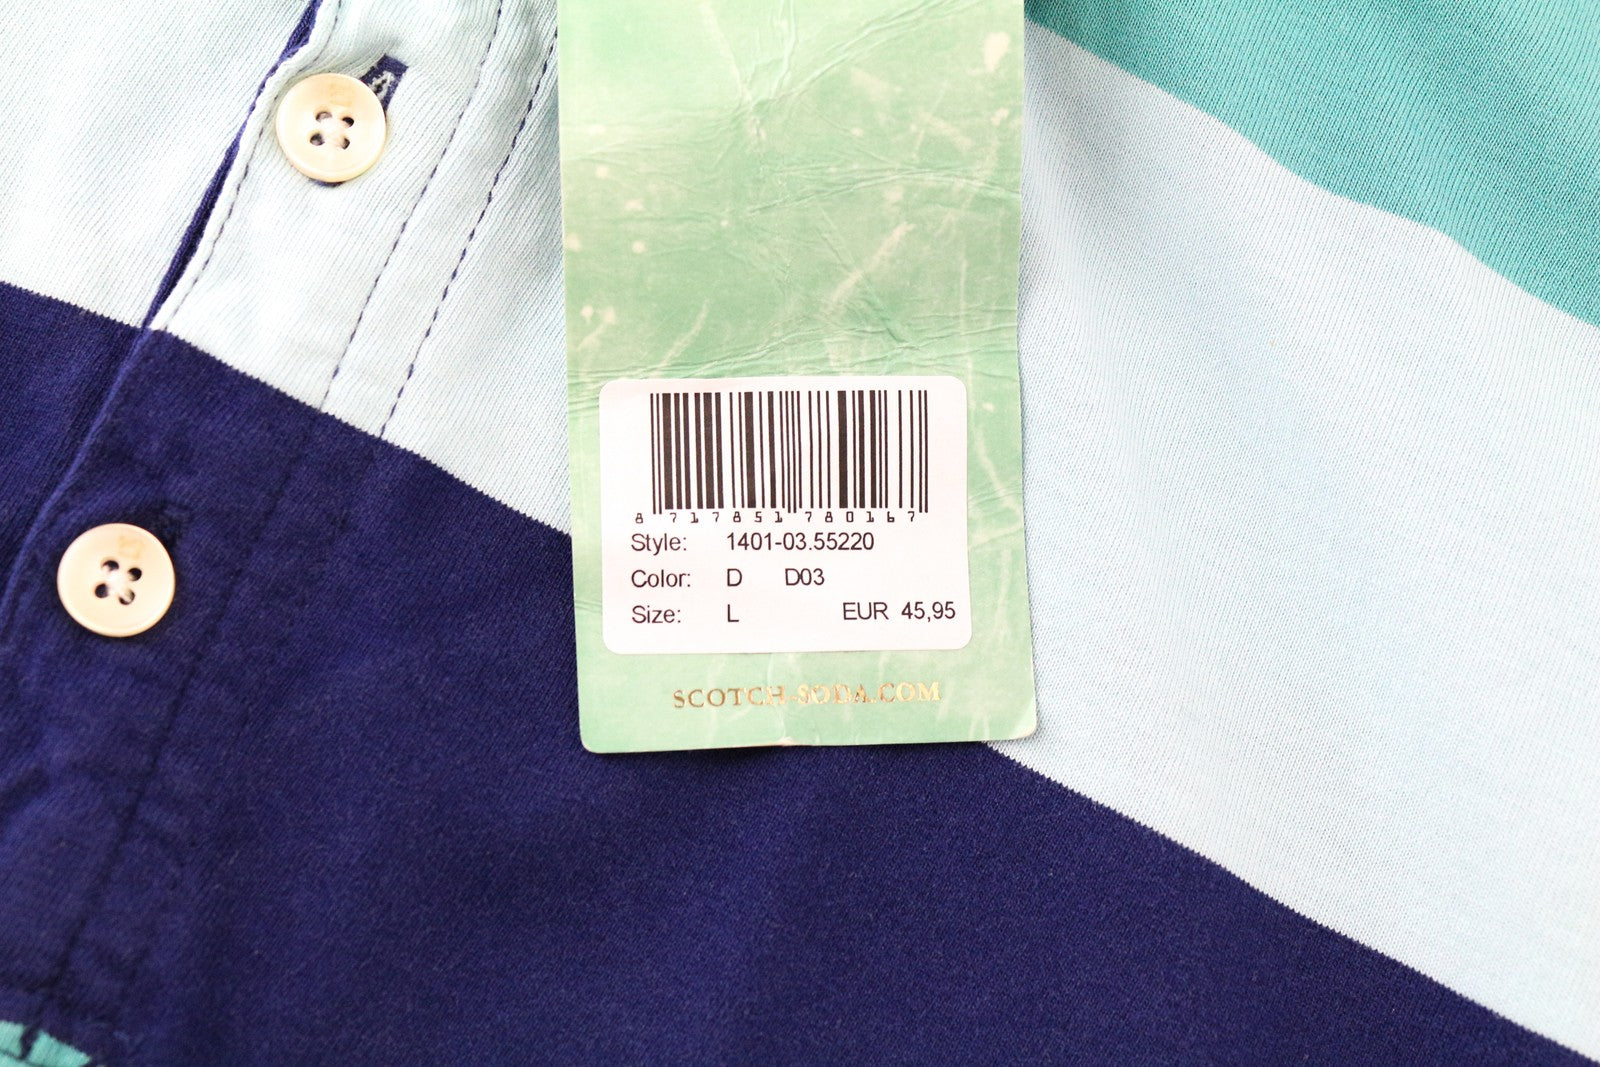 8 717851 780167
Style: 1401-03.55220
Color: D D03
Size: L EUR 45,95
SCOTCH-SODA.COM